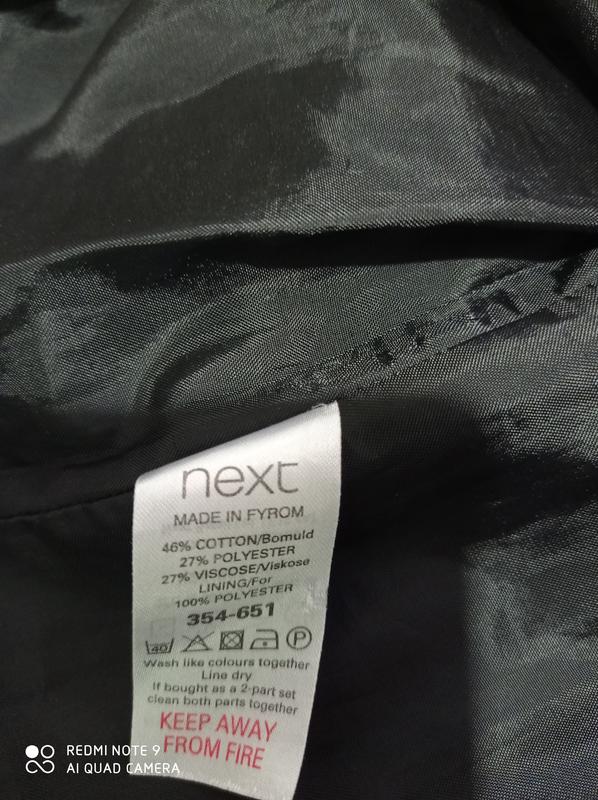 next
MADE IN FYROM
46% COTTON/Bomuld
27% POLYESTER
27% VISCOSE/Viskose
LINING/For
100% POLYESTER
354-651
40 P
Wash like colours together
Line dry
If bought as a 2-part set
clean both parts together
KEEP AWAY
FROM FIRE
REDMI NOTE 9
AI QUAD CAMERA